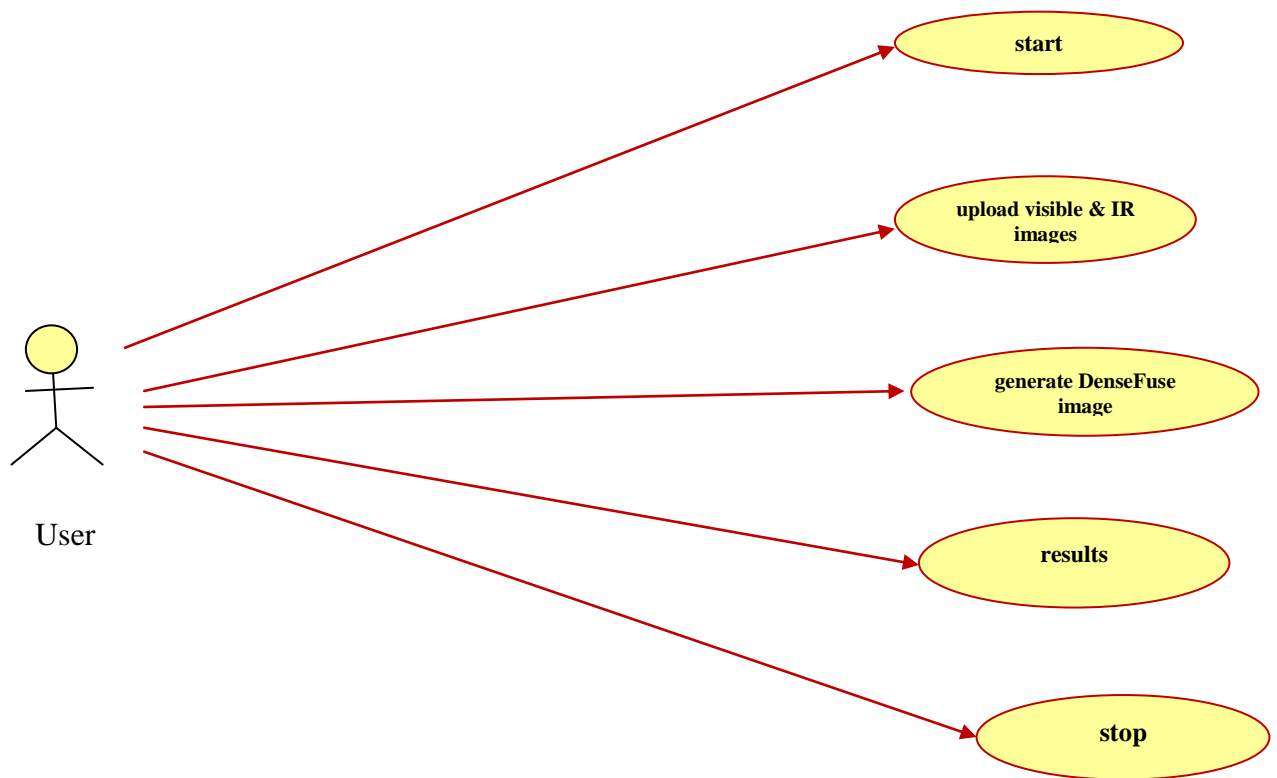 start
upload visible & IR
images
generate DenseFuse
image
User
results
stop